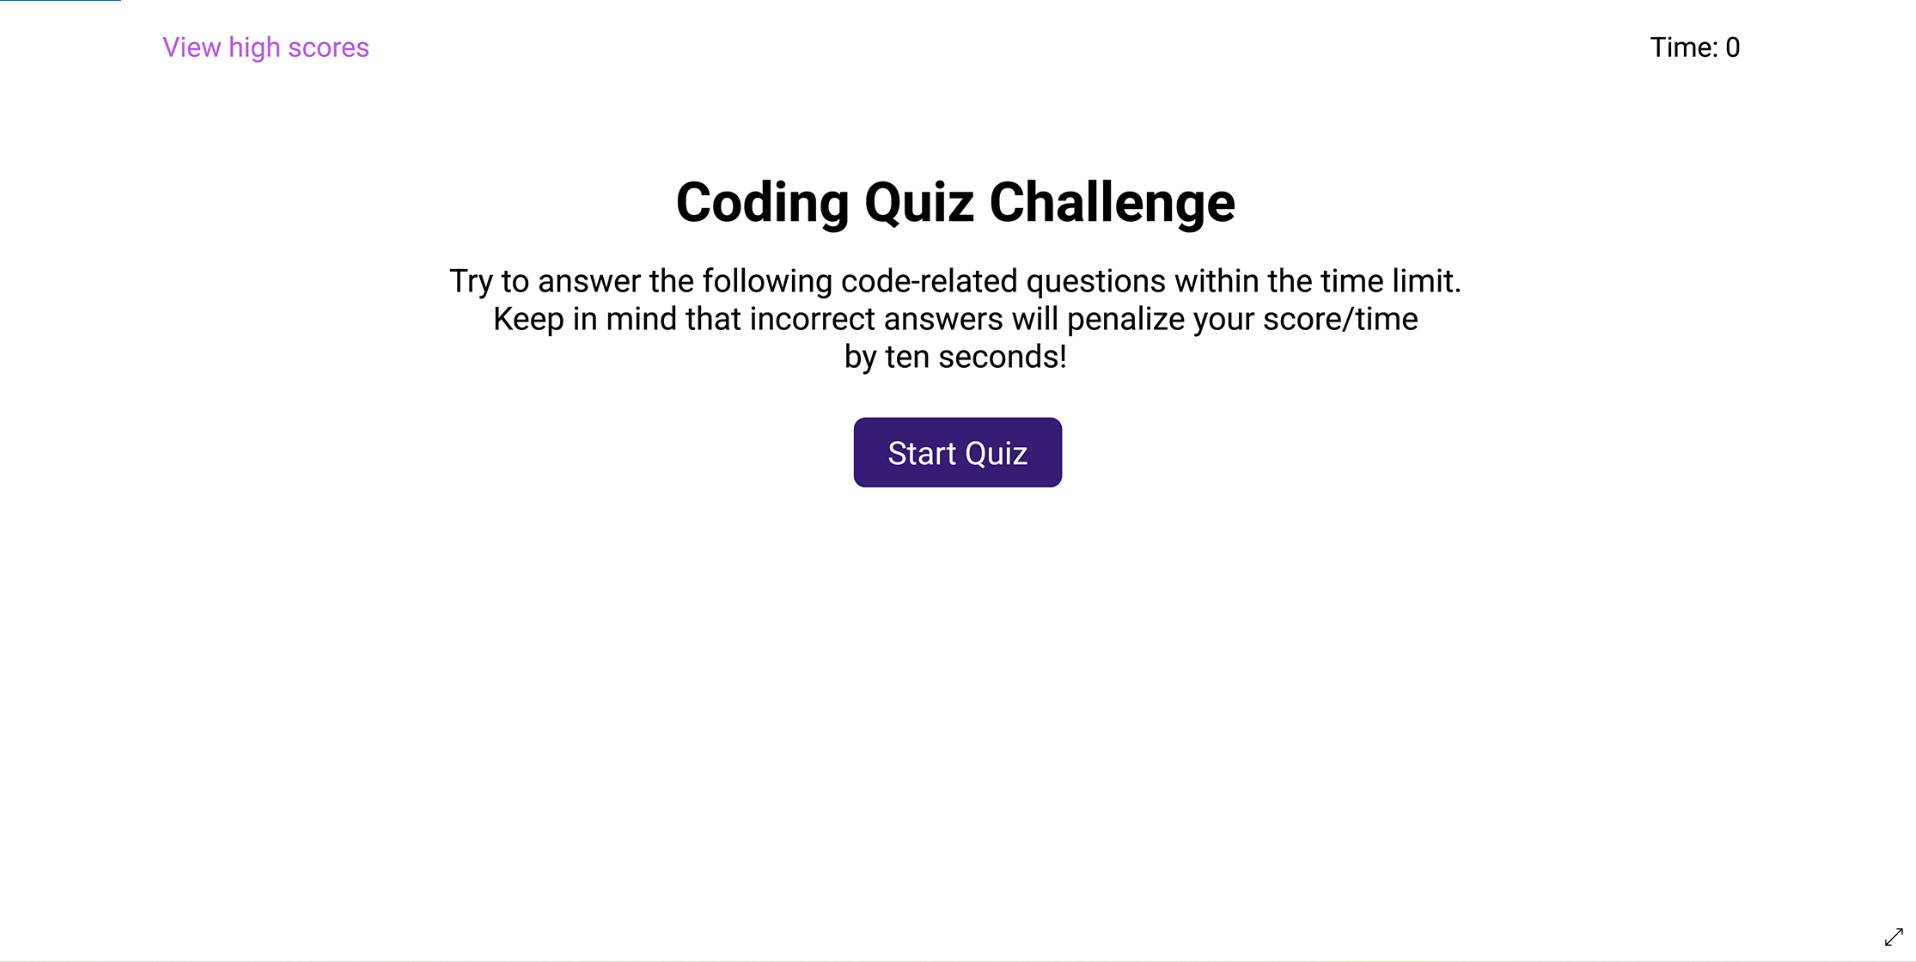 View high scores
Time: 0
Coding Quiz Challenge
Try to answer the following code-related questions within the time limit.
Keep in mind that incorrect answers will penalize your score/time
by ten seconds!
Start Quiz